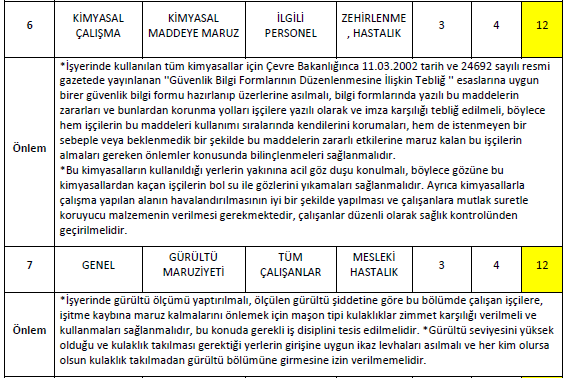 6 KİMYASAL ÇALIŞMA KİMYASAL MADDEYE MARUZ İLGİLİ PERSONEL ZEHİRLENME , HASTALIK 3 4 12
Önlem
*İşyerinde kullanılan tüm kimyasallar için Çevre Bakanlığınca 11.03.2002 tarih ve 24692 sayılı resmi
gazetede yayınlanan ''Güvenlik Bilgi Formlarının Düzenlenmesine İlişkin Tebliğ '' esaslarına uygun
birer güvenlik bilgi formu hazırlanıp üzerlerine asılmalı, bilgi formlarında yazılı bu maddelerin
zararları ve bunlardan korunma yolları işçilere yazılı olarak ve imza karşılığı tebliğ edilmeli, böylece
hem işçilerin bu maddeleri kullanımı sıralarında kendilerini korumaları, hem de istenmeyen bir
sebeple veya beklenmedik bir şekilde bu maddelerin zararlı etkilerine maruz kalan bu işçilerin
almaları gereken önlemler konusunda bilinçlenmeleri sağlanmalıdır.
*Bu kimyasalların kullanıldığı yerlerin yakınına acil göz duşu konulmalı, böylece gözüne bu
kimyasallardan kaçan işçilerin bol su ile gözlerini yıkamaları sağlanmalıdır. Ayrıca kimyasallarla
çalışma yapılan alanın havalandırılmasının iyi bir şekilde yapılması ve çalışanlara mutlak suretle
koruyucu malzemenin verilmesi gerekmektedir, çalışanlar düzenli olarak sağlık kontrolünden
geçirilmelidir.
7 GENEL GÜRÜLTÜ MARUZİYETİ TÜM ÇALIŞANLAR MESLEKİ HASTALIK 3 4 12
Önlem
*İşyerinde gürültü ölçümü yaptırılmalı, ölçülen gürültü şiddetine göre bu bölümde çalışan işçilere,
işitme kaybına maruz kalmalarını önlemek için maşon tipi kulaklıklar zimmet karşılığı verilmeli ve
kullanmaları sağlanmalıdır, bu konuda gerekli iş disiplini tesis edilmelidir. *Gürültü seviyesini yüksek
olduğu ve kulaklık takılması gerektiği yerlerin girişine uygun ikaz levhaları asılmalı ve her kim olursa
olsun kulaklık takılmadan gürültü bölümüne girmesine izin verilmemelidir.